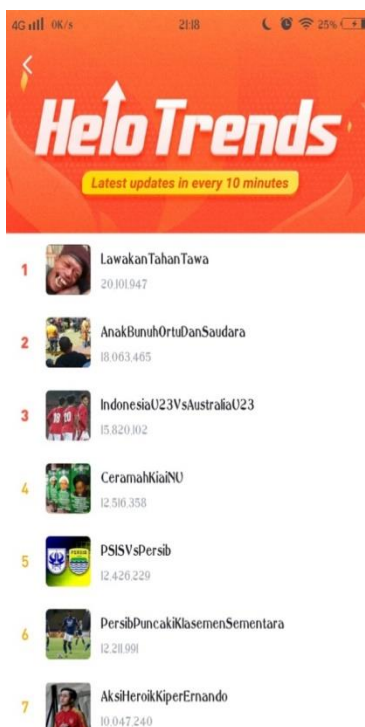 4G 0K/s 21:18 25%
Helo Trends
Latest updates in every 10 minutes
1 LawakanTahanTawa
20.101.947
2 AnakBunuhOrtuDanSaudara
18.063.465
3 IndonesiaU23VsAustraliaU23
15.820.102
4 CeramahKiaiNU
12.516.358
5 PSISVsPersib
12.426.229
6 PersibPuncakiKlasemenSementara
12.211.991
7 AksiHeroikKiperErnando
10.047.240